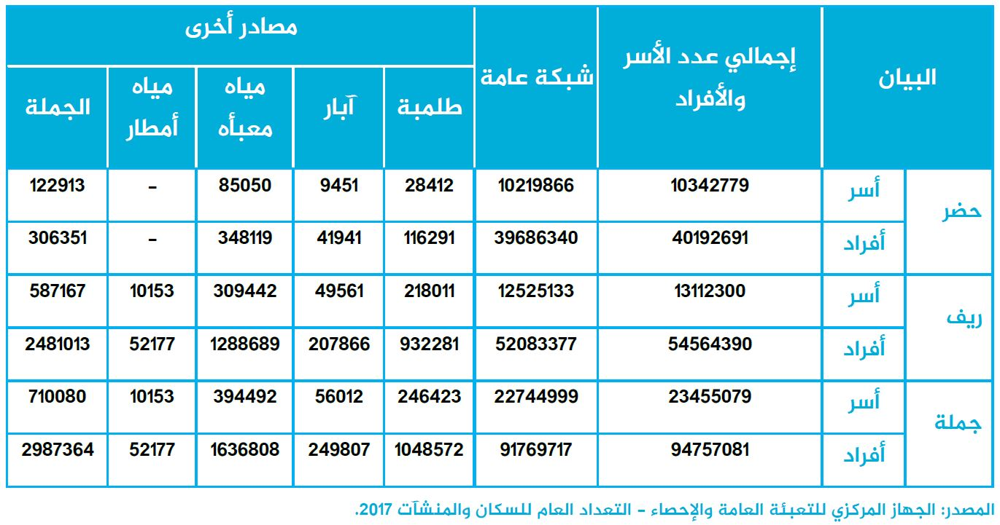 البيان إجمالي عدد الأسر والأفراد شبكة عامة مصادر أخرى
طلمبة آبار مياه معبأه مياه أمطار الجملة
حضر أسر 10342779 10219866 28412 9451 85050 - 122913
أفراد 40192691 39686340 116291 41941 348119 - 306351
ريف أسر 13112300 12525133 218011 49561 309442 10153 587167
أفراد 54564390 52083377 932281 207866 1288689 52177 2481013
جملة أسر 23455079 22744999 246423 56012 394492 10153 710080
أفراد 94757081 91769717 1048572 249807 1636808 52177 2987364
المصدر: الجهاز المركزي للتعبئة العامة والإحصاء - التعداد العام للسكان والمنشآت 2017.